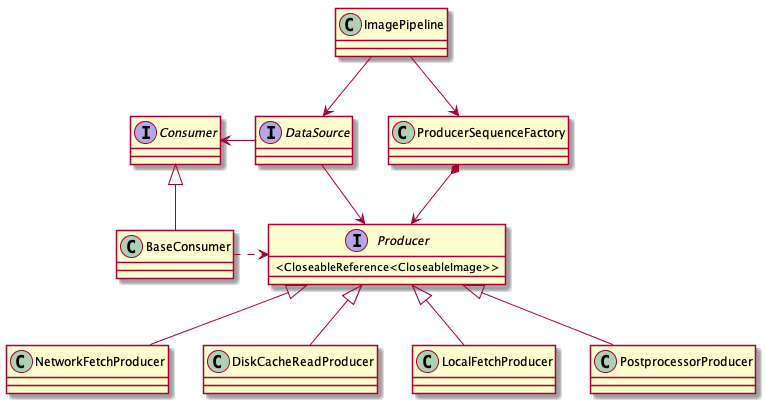 C ImagePipeline
I Consumer
I DataSource
C ProducerSequenceFactory
C BaseConsumer
I Producer
<CloseableReference<CloseableImage>>
C NetworkFetchProducer
C DiskCacheReadProducer
C LocalFetchProducer
C PostprocessorProducer